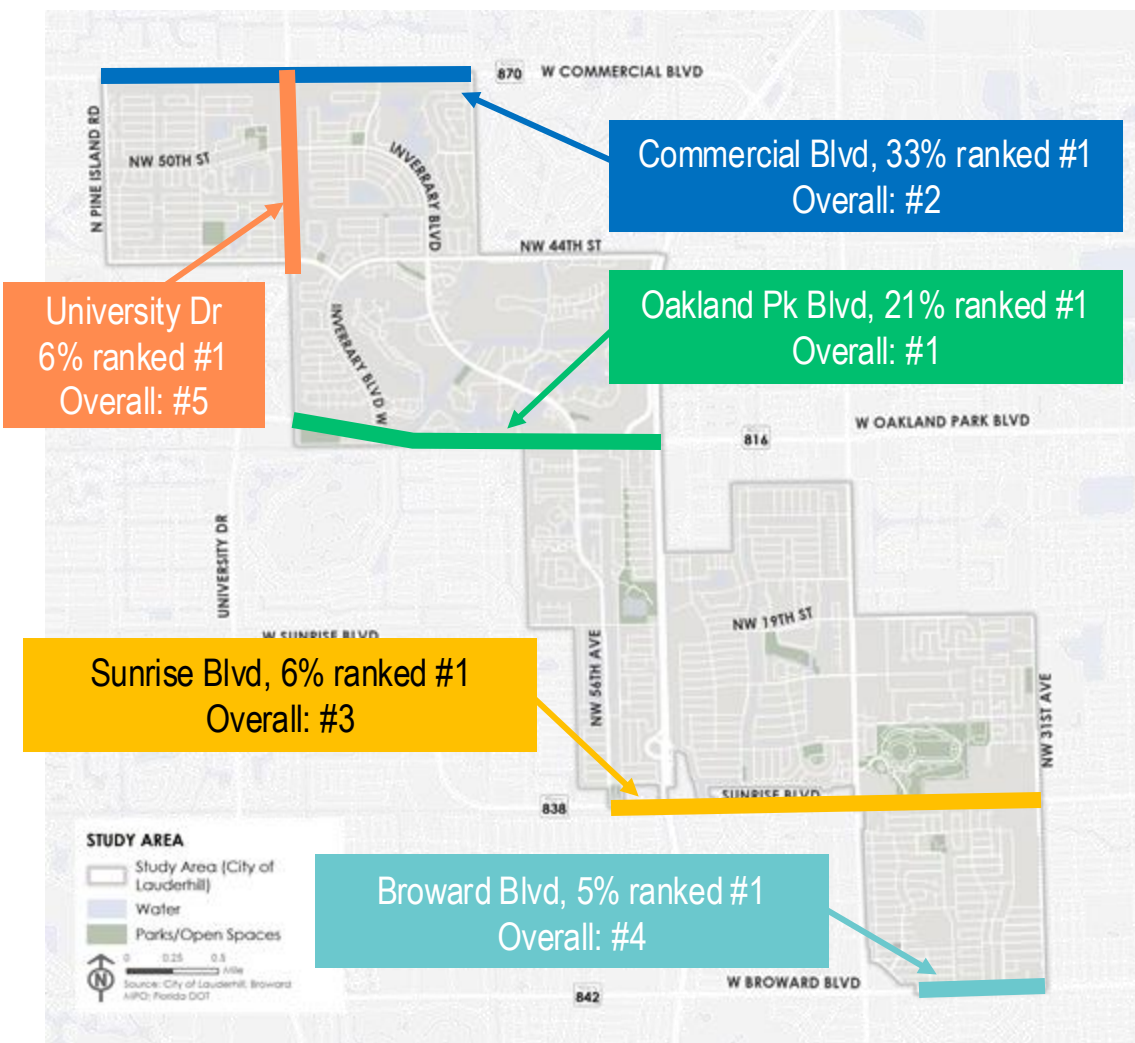 870 W COMMERCIAL BLVD
N PINE ISLAND RD
NW 50TH ST
INVERRARY BLVD
Commercial Blvd, 33% ranked #1
Overall: #2
NW 44TH ST
University Dr
6% ranked #1
Overall: #5
Oakland Pk Blvd, 21% ranked #1
Overall: #1
INVERRARY BLVD W
W OAKLAND PARK BLVD
816
UNIVERSITY DR
NW 19TH ST
W SUNRISE BLVD
NW 56TH AVE
NW 31ST AVE
Sunrise Blvd, 6% ranked #1
Overall: #3
SUNRISE BLVD
838
STUDY AREA
Study Area (City of
Lauderhill)
Water
Parks/Open Spaces
0 0.25 0.5
Mile
N
Source: City of Lauderhill, Broward
MPO; Florida DOT
Broward Blvd, 5% ranked #1
Overall: #4
W BROWARD BLVD
842